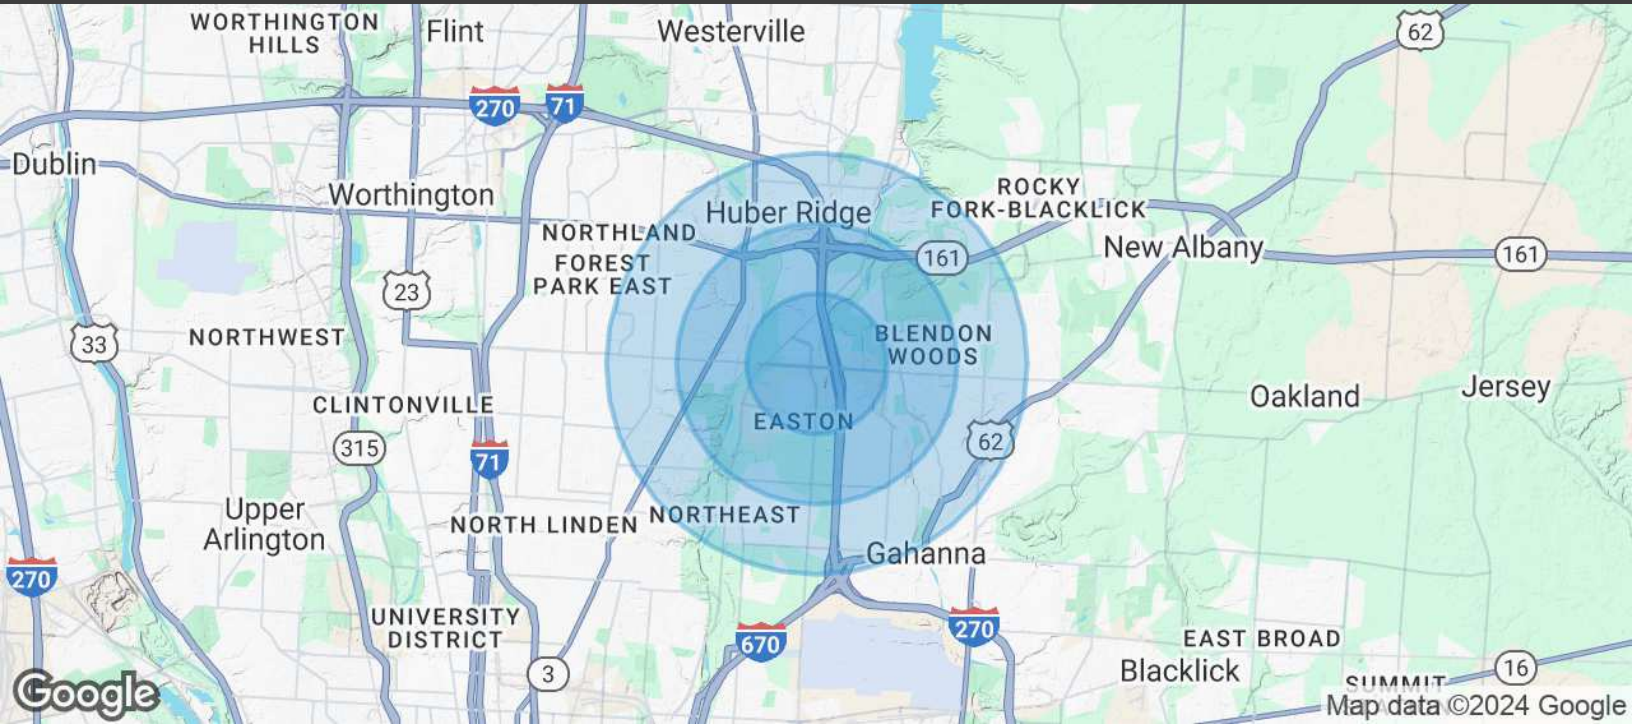 WORTHINGTON
HILLS
Flint
Westerville
62
270
71
Dublin
Worthington
Huber Ridge
ROCKY
FORK-BLACKLICK
NORTHLAND
FOREST
PARK EAST
161
New Albany
161
23
33
NORTHWEST
BLENDON
WOODS
CLINTONVILLE
EASTON
Oakland
Jersey
315
71
62
Upper
Arlington
NORTH LINDEN
NORTHEAST
Gahanna
270
UNIVERSITY
DISTRICT
670
270
EAST BROAD
3
Blacklick
16
SUMMIT
Google
Map data ©2024 Google